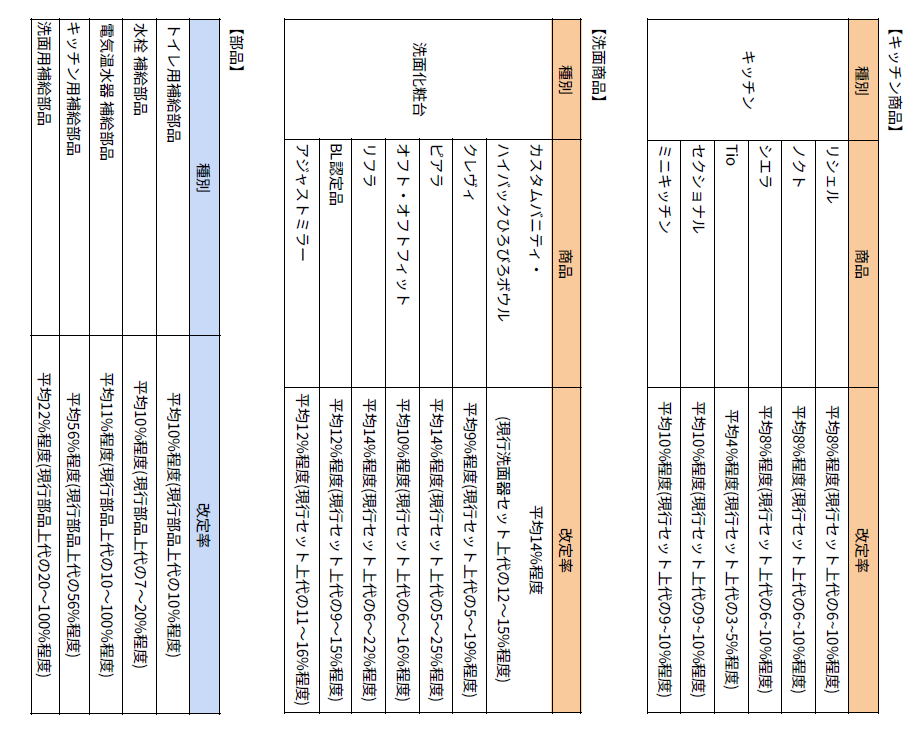 【キッチン商品】
種別 商品 改定率
キッチン
リシェル 平均8%程度(現行セット上代の6~10%程度)
ノクト 平均8%程度(現行セット上代の6~10%程度)
シエラ 平均8%程度(現行セット上代の6~10%程度)
Tio 平均4%程度(現行セット上代の3~5%程度)
セクショナル 平均10%程度(現行セット上代の9~10%程度)
ミニキッチン 平均10%程度(現行セット上代の9~10%程度)
【洗面商品】
種別 商品 改定率
洗面化粧台
カスタムバニティ・ 平均14%程度
ハイバックひろびろボウル (現行洗面器セット上代の12～15%程度)
クレヴィ 平均9%程度(現行セット上代の5～19%程度)
ピアラ 平均14%程度(現行セット上代の5～25%程度)
オフト・オフトフィット 平均10%程度(現行セット上代の6～16%程度)
リフラ 平均14%程度(現行セット上代の6～22%程度)
BL認定品 平均12%程度(現行セット上代の9～15%程度)
アジャストミラー 平均12%程度(現行セット上代の11～16%程度)
【部品】
種別 改定率
トイレ用補給部品 平均10%程度(現行部品上代の10%程度)
水栓 補給部品 平均10%程度(現行部品上代の7～20%程度)
電気温水器 補給部品 平均11%程度(現行部品上代の10～100%程度)
キッチン用補給部品 平均56%程度(現行部品上代の56%程度)
洗面用補給部品 平均22%程度(現行部品上代の20～100%程度)